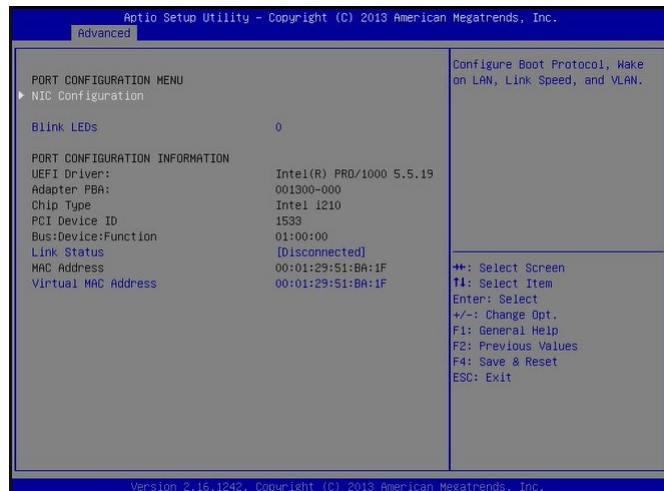 Aptio Setup Utility – Copyright (C) 2013 American Megatrends, Inc.
Advanced
PORT CONFIGURATION MENU
NIC Configuration
Blink LEDs 0
PORT CONFIGURATION INFORMATION
UEFI Driver: Intel(R) PRO/1000 5.5.19
Adapter PBA: 001300-000
Chip Type Intel i210
PCI Device ID 1533
Bus:Device:Function 01:00:00
Link Status [Disconnected]
MAC Address 00:01:29:51:BA:1F
Virtual MAC Address 00:01:29:51:BA:1F
Configure Boot Protocol, Wake
on LAN, Link Speed, and VLAN.
→←: Select Screen
↑↓: Select Item
Enter: Select
+/-: Change Opt.
F1: General Help
F2: Previous Values
F4: Save & Reset
ESC: Exit
Version 2.16.1242. Copyright (C) 2013 American Megatrends, Inc.